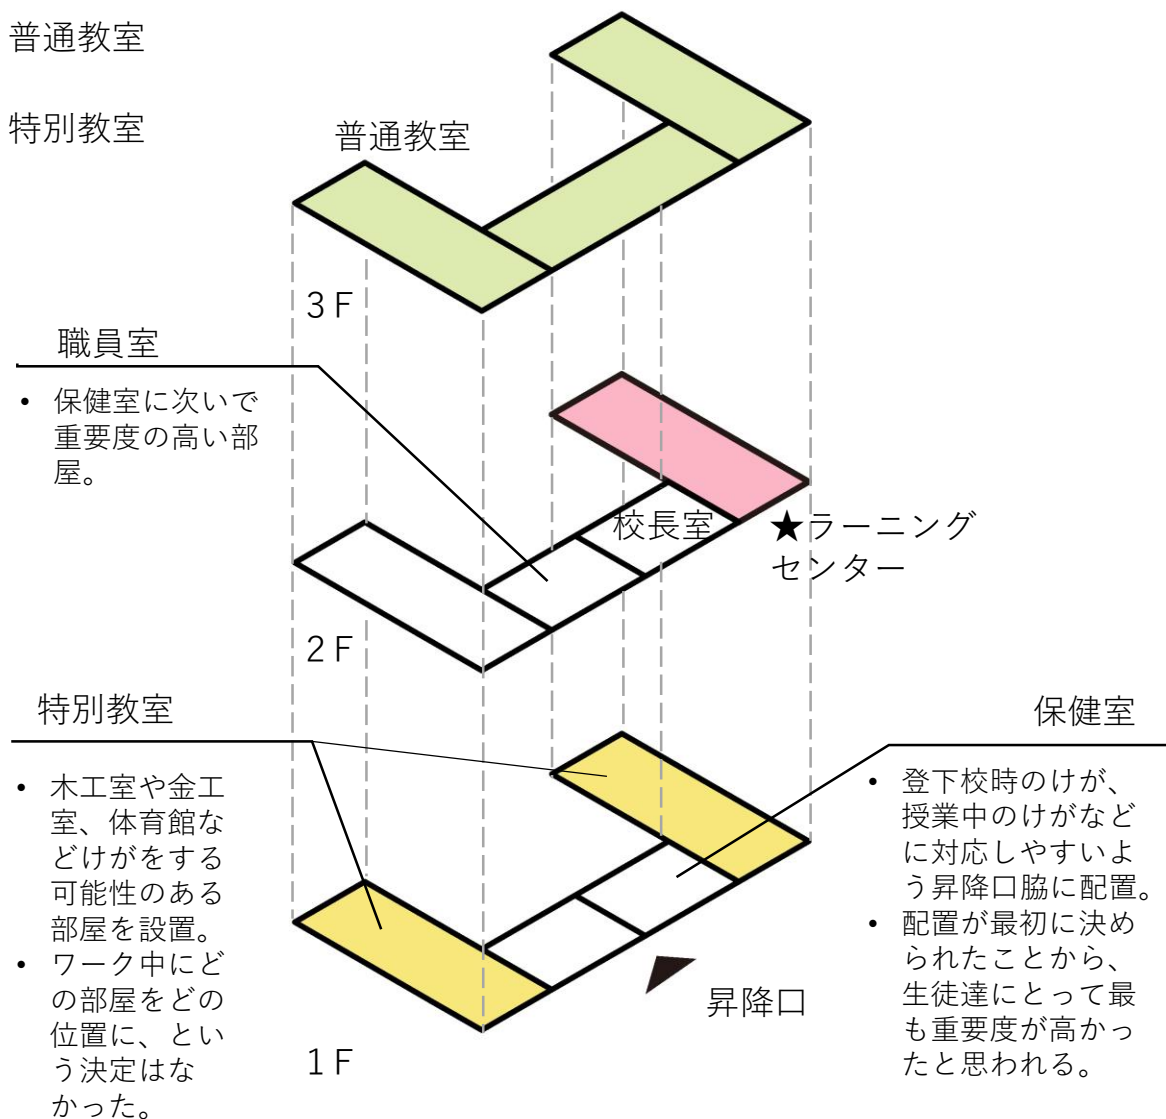 普通教室
特別教室
普通教室
3F
職員室
• 保健室に次いで
重要度の高い部
屋。
校長室
★ラーニング
センター
2F
特別教室
• 木工室や金工
室、体育館な
どけがをする
可能性のある
部屋を設置。
• ワーク中にど
の部屋をどの
位置に、とい
う決定はな
かった。
保健室
• 登下校時のけが、
授業中のけがなど
に対応しやすいよ
う昇降口脇に配置。
• 配置が最初に決め
られたことから、
生徒達にとって最
も重要度が高かっ
たと思われる。
昇降口
1F